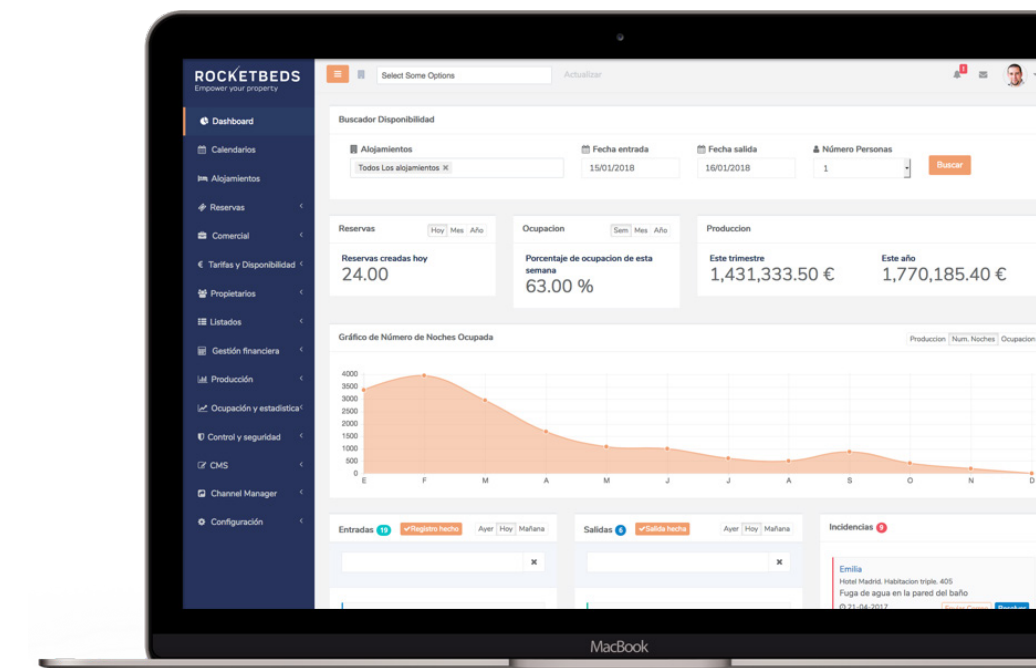 ROCKETBEDS
Empower your property
Select Some Options
Actualizar
Dashboard
Calendarios
Alojamientos
Reservas
Comercial
Tarifas y Disponibilidad
Propietarios
Listados
Gestión financiera
Producción
Ocupación y estadistica
Control y seguridad
CMS
Channel Manager
Configuración
Buscador Disponibilidad
Alojamientos
Fecha entrada
Fecha salida
Número Personas
Todos Los alojamientos ×
15/01/2018
16/01/2018
1
Buscar
Reservas
Hoy Mes Año
Reservas creadas hoy
24.00
Ocupacion
Sem Mes Año
Porcentaje de ocupacion de esta
semana
63.00 %
Produccion
Este trimestre
1,431,333.50 €
Este año
1,770,185.40 €
Gráfico de Número de Noches Ocupada
Produccion Num. Noches Ocupacion
4000
3500
3000
2500
2000
1500
1000
500
0
E F M A M J J A S O N D
Entradas 19 Registro hecho Ayer Hoy Mañana
Salidas 6 Salida hecha Ayer Hoy Mañana
Incidencias 9
Emilia
Hotel Madrid. Habitacion triple. 405
Fuga de agua en la pared del baño
21-04-2017
MacBook